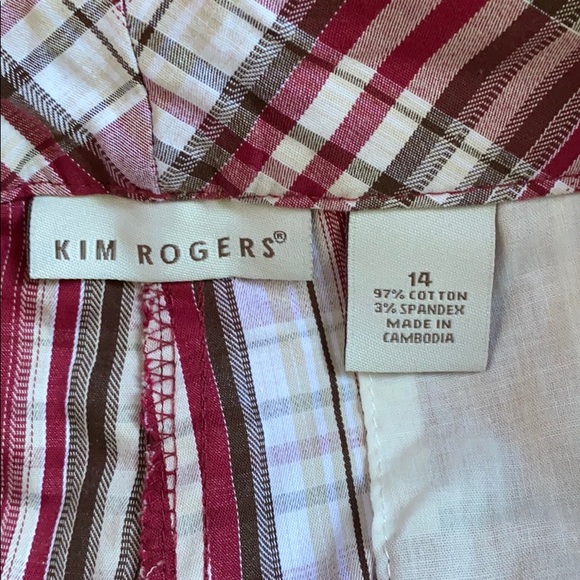 KIM ROGERS®
14
97% COTTON
3% SPANDEX
MADE IN
CAMBODIA